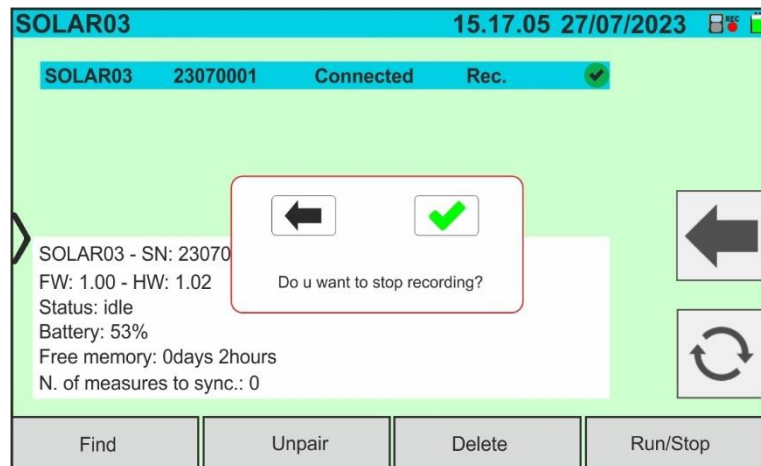 SOLAR03 15.17.05 27/07/2023 REC
SOLAR03 23070001 Connected Rec.
Do u want to stop recording?
SOLAR03 - SN: 23070
FW: 1.00 - HW: 1.02
Status: idle
Battery: 53%
Free memory: 0days 2hours
N. of measures to sync.: 0
Find Unpair Delete Run/Stop